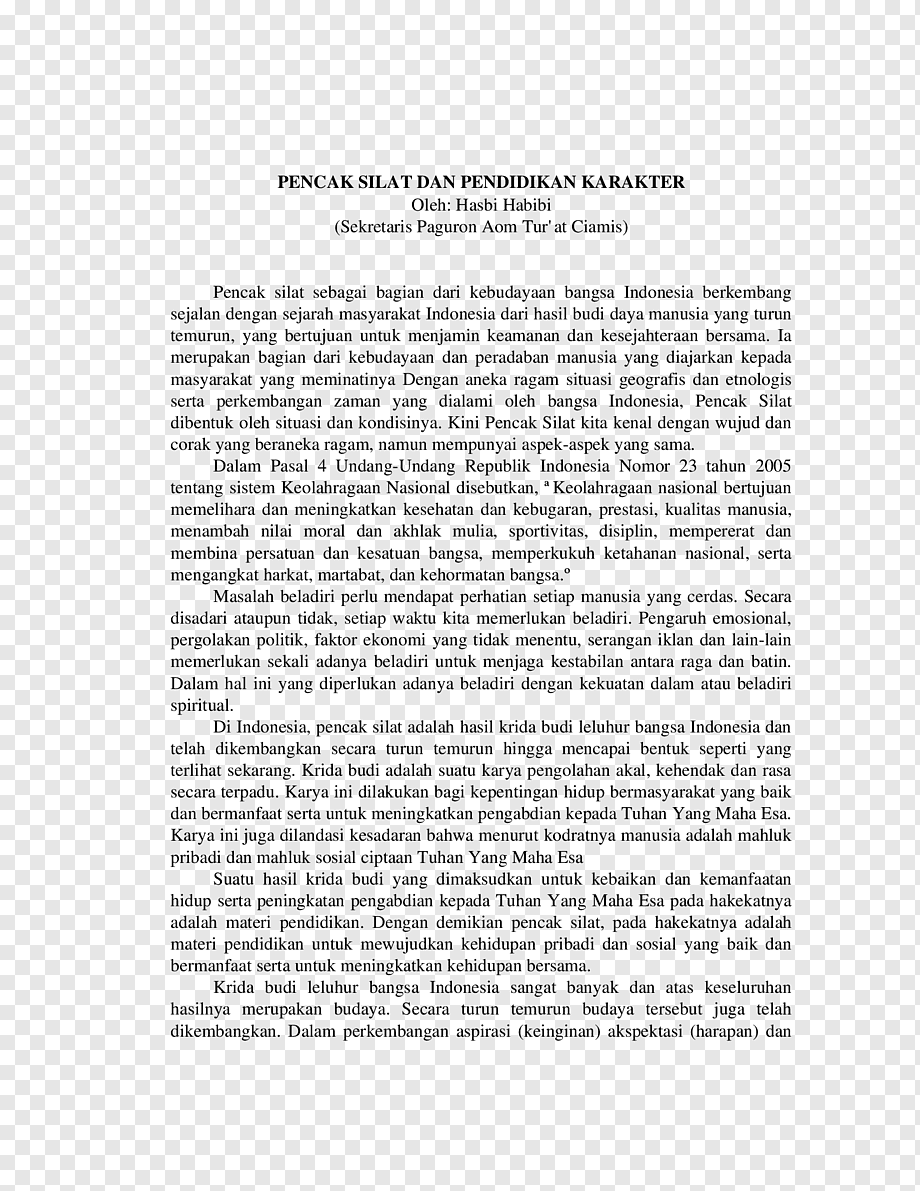 PENCAK SILAT DAN PENDIDIKAN KARAKTER
Oleh: Hasbi Habibi
(Sekretaris Paguron Aom Tur'at Ciamis)
Pencak silat sebagai bagian dari kebudayaan bangsa Indonesia berkembang
sejalan dengan sejarah masyarakat Indonesia dari hasil budi daya manusia yang turun
temurun, yang bertujuan untuk menjamin keamanan dan kesejahteraan bersama. Ia
merupakan bagian dari kebudayaan dan peradaban manusia yang diajarkan kepada
masyarakat yang meminatinya Dengan aneka ragam situasi geografis dan etnologis
serta perkembangan zaman yang dialami oleh bangsa Indonesia, Pencak Silat
dibentuk oleh situasi dan kondisinya. Kini Pencak Silat kita kenal dengan wujud dan
corak yang beraneka ragam, namun mempunyai aspek-aspek yang sama.
Dalam Pasal 4 Undang-Undang Republik Indonesia Nomor 23 tahun 2005
tentang sistem Keolahragaan Nasional disebutkan, ª Keolahragaan nasional bertujuan
memelihara dan meningkatkan kesehatan dan kebugaran, prestasi, kualitas manusia,
menambah nilai moral dan akhlak mulia, sportivitas, disiplin, mempererat dan
membina persatuan dan kesatuan bangsa, memperkukuh ketahanan nasional, serta
mengangkat harkat, martabat, dan kehormatan bangsa.º
Masalah beladiri perlu mendapat perhatian setiap manusia yang cerdas. Secara
disadari ataupun tidak, setiap waktu kita memerlukan beladiri. Pengaruh emosional,
pergolakan politik, faktor ekonomi yang tidak menentu, serangan iklan dan lain-lain
memerlukan sekali adanya beladiri untuk menjaga kestabilan antara raga dan batin.
Dalam hal ini yang diperlukan adanya beladiri dengan kekuatan dalam atau beladiri
spiritual.
Di Indonesia, pencak silat adalah hasil krida budi leluhur bangsa Indonesia dan
telah dikembangkan secara turun temurun hingga mencapai bentuk seperti yang
terlihat sekarang. Krida budi adalah suatu karya pengolahan akal, kehendak dan rasa
secara terpadu. Karya ini dilakukan bagi kepentingan hidup bermasyarakat yang baik
dan bermanfaat serta untuk meningkatkan pengabdian kepada Tuhan Yang Maha Esa.
Karya ini juga dilandasi kesadaran bahwa menurut kodratnya manusia adalah mahluk
pribadi dan mahluk sosial ciptaan Tuhan Yang Maha Esa
Suatu hasil krida budi yang dimaksudkan untuk kebaikan dan kemanfaatan
hidup serta peningkatan pengabdian kepada Tuhan Yang Maha Esa pada hakekatnya
adalah materi pendidikan. Dengan demikian pencak silat, pada hakekatnya adalah
materi pendidikan untuk mewujudkan kehidupan pribadi dan sosial yang baik dan
bermanfaat serta untuk meningkatkan kehidupan bersama.
Krida budi leluhur bangsa Indonesia sangat banyak dan atas keseluruhan
hasilnya merupakan budaya. Secara turun temurun budaya tersebut juga telah
dikembangkan. Dalam perkembangan aspirasi (keinginan) akspektasi (harapan) dan